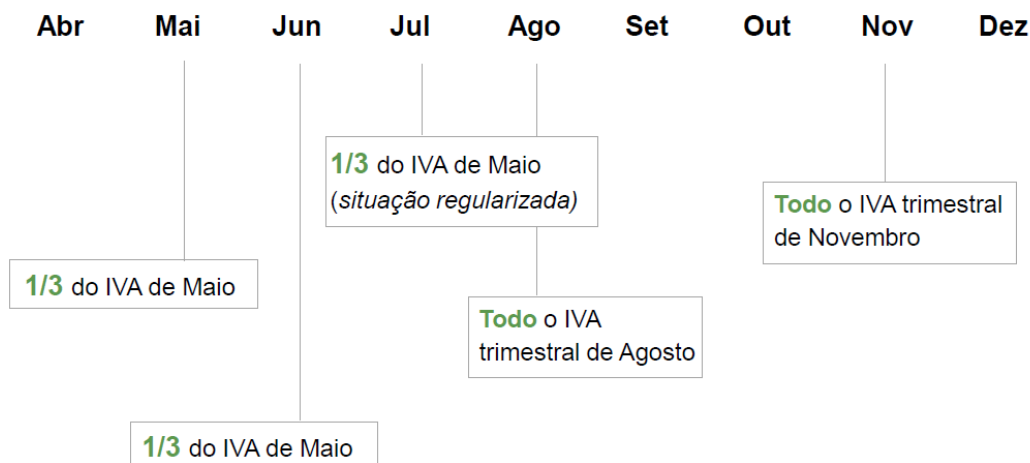 Abr Mai Jun Jul Ago Set Out Nov Dez
1/3 do IVA de Maio
(situação regularizada)
Todo o IVA trimestral
de Novembro
1/3 do IVA de Maio
Todo o IVA
trimestral de Agosto
1/3 do IVA de Maio